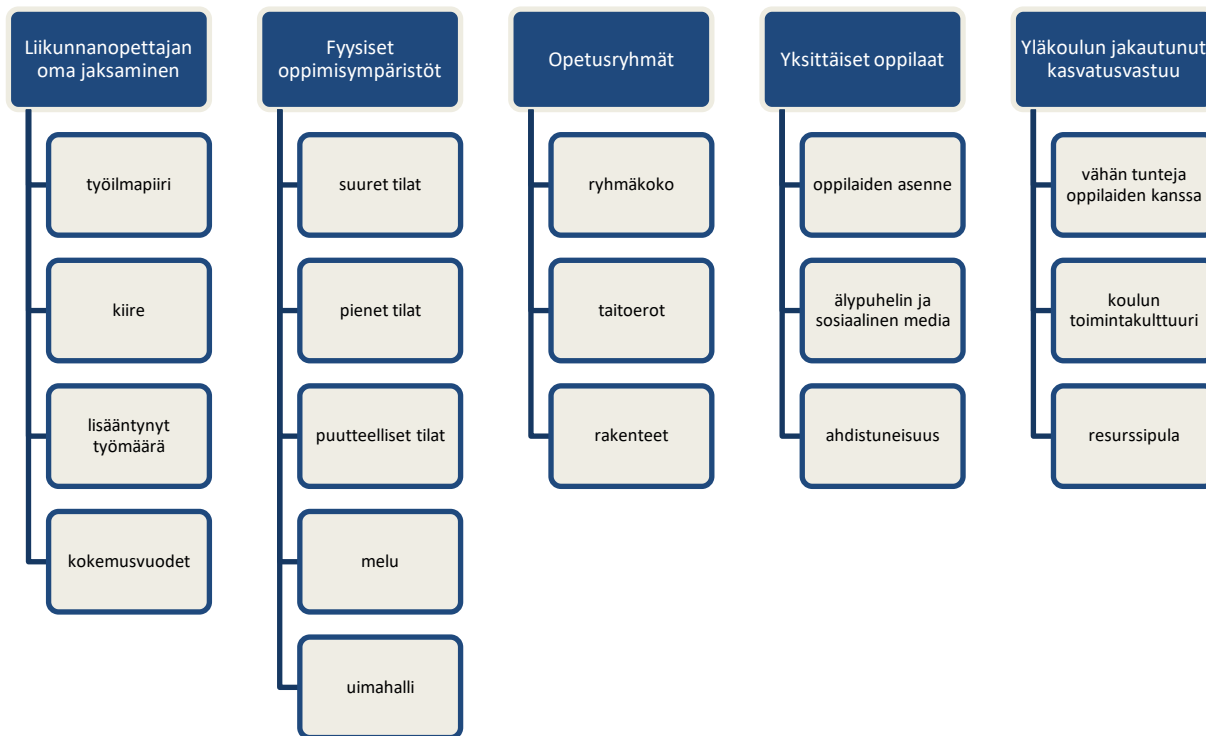 Liikunnanopettajan
oma jaksaminen
työilmapiiri
kiire
lisääntynyt
työmäärä
kokemusvuodet
Fyysiset
oppimisympäristöt
suuret tilat
pienet tilat
puutteelliset tilat
melu
uimahalli
Opetusryhmät
ryhmäkoko
taitoerot
rakenteet
Yksittäiset oppilaat
oppilaiden asenne
älypuhelin ja
sosiaalinen media
ahdistuneisuus
Yläkoulun jakautunut
kasvatusvastuu
vähän tunteja
oppilaiden kanssa
koulun
toimintakulttuuri
resurssipula